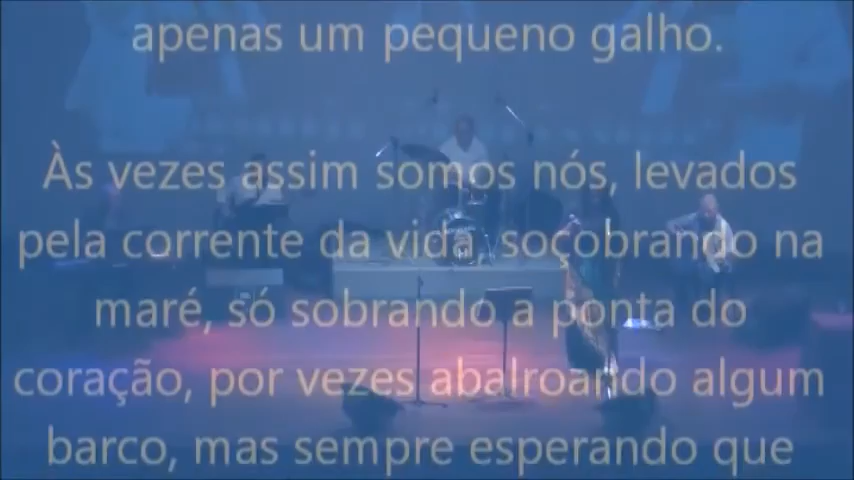 apenas um pequeno galho.
Às vezes assim somos nós, levados
pela corrente da vida, soçobrando na
maré, só sobrando a ponta do
coração, por vezes abalroando algum
barco, mas sempre esperando que